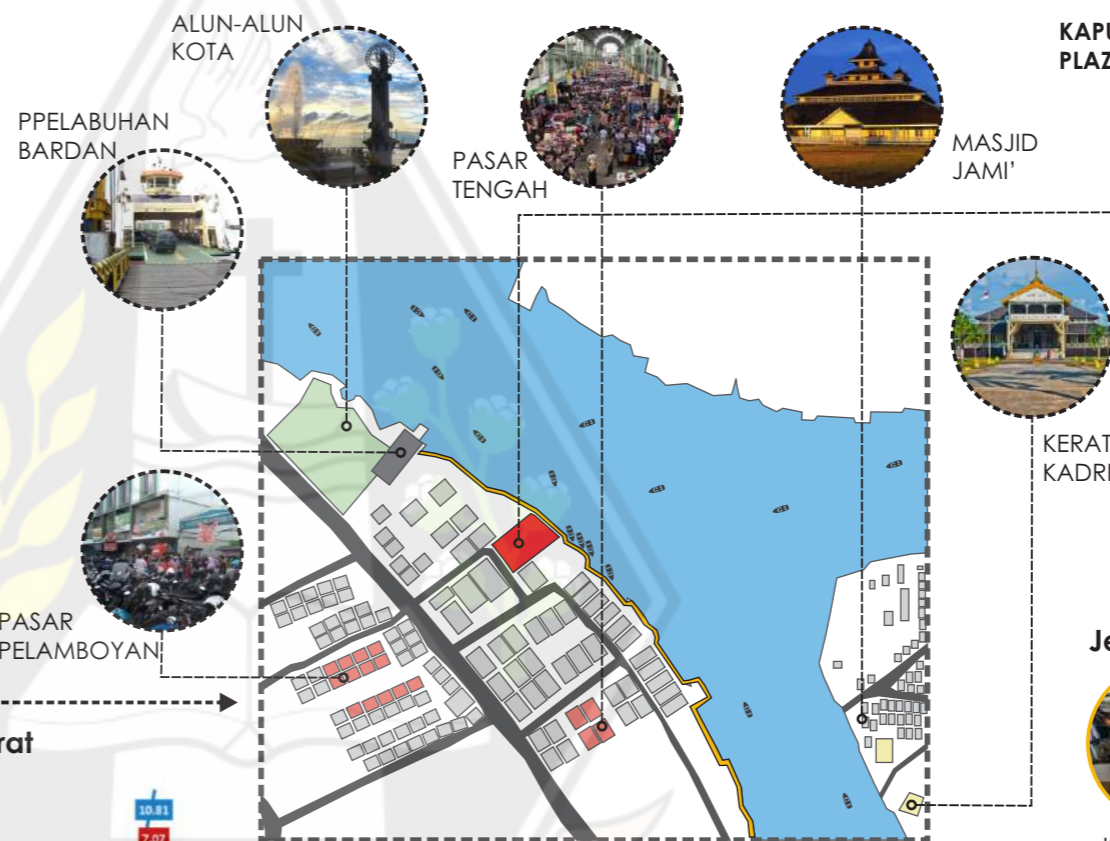 ALUN-ALUN
KOTA
KAPU
PLAZ
PPELABUHAN
BARDAN
PASAR
TENGAH
MASJID
JAMI’
KERAT
KADRI
PASAR
PELAMBOYAN
Je
rat
10.81
7.07